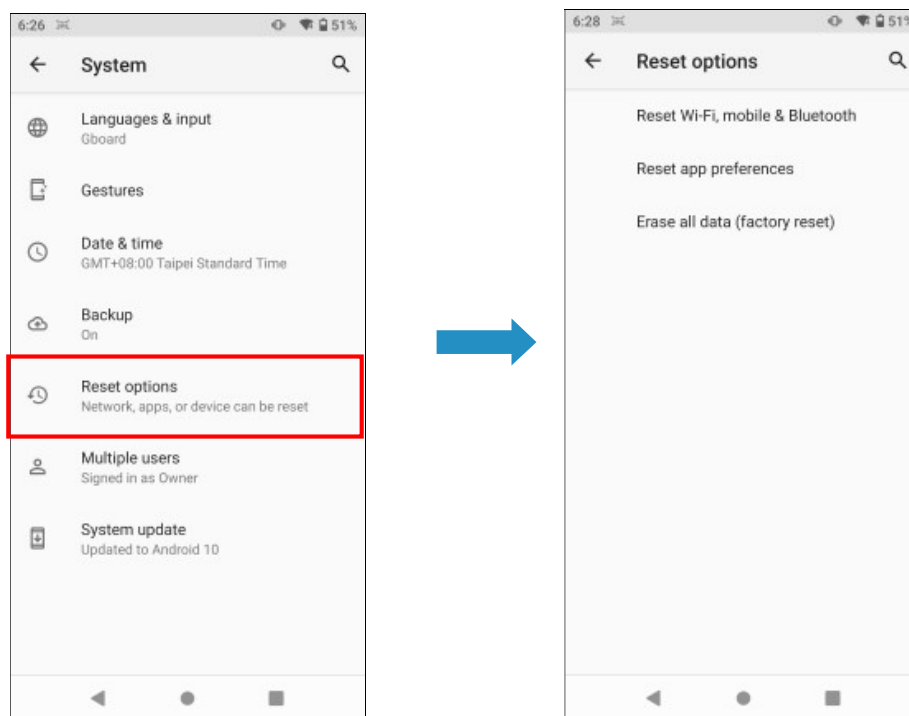 6:26
51%
System
Languages & input
Gboard
Gestures
Date & time
GMT+08:00 Taipei Standard Time
Backup
On
Reset options
Network, apps, or device can be reset
Multiple users
Signed in as Owner
System update
Updated to Android 10
6:28
51%
Reset options
Reset Wi-Fi, mobile & Bluetooth
Reset app preferences
Erase all data (factory reset)